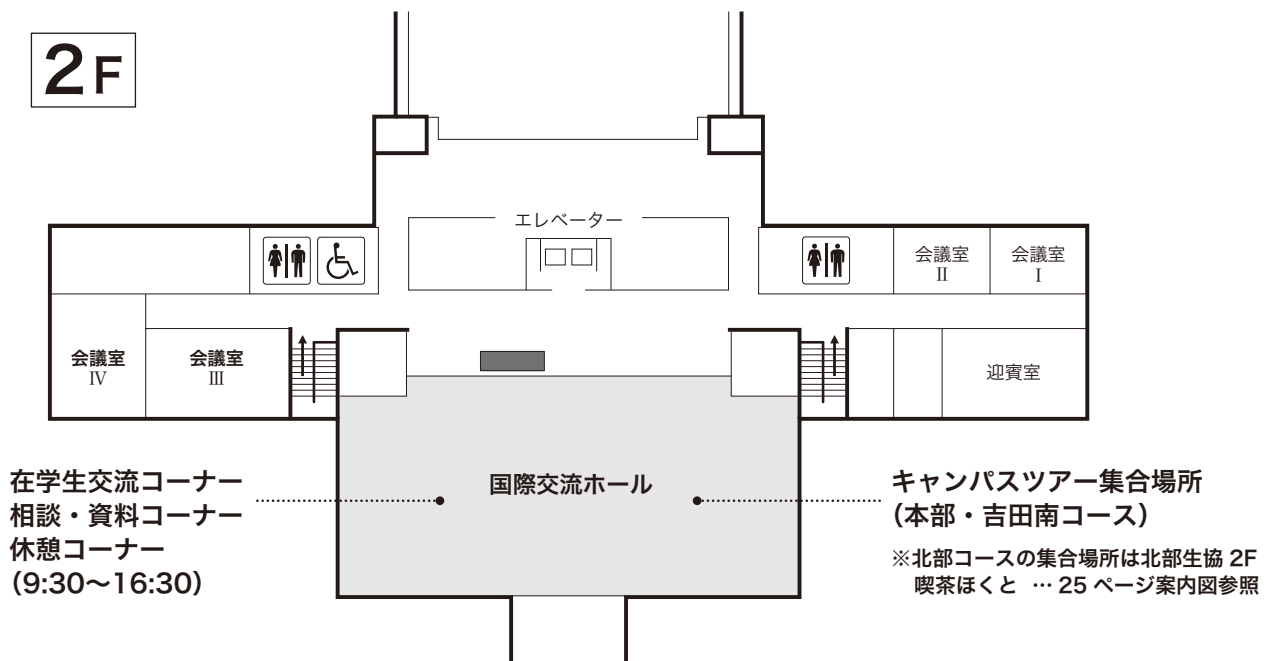 2F
エレベーター
会議室
II
会議室
I
会議室
IV
会議室
III
迎賓室
在学生交流コーナー
相談・資料コーナー
休憩コーナー
(9:30〜16:30)
国際交流ホール
キャンパスツアー集合場所
(本部・吉田南コース)
※北部コースの集合場所は北部生協 2F
喫茶ほくと … 25 ページ案内図参照